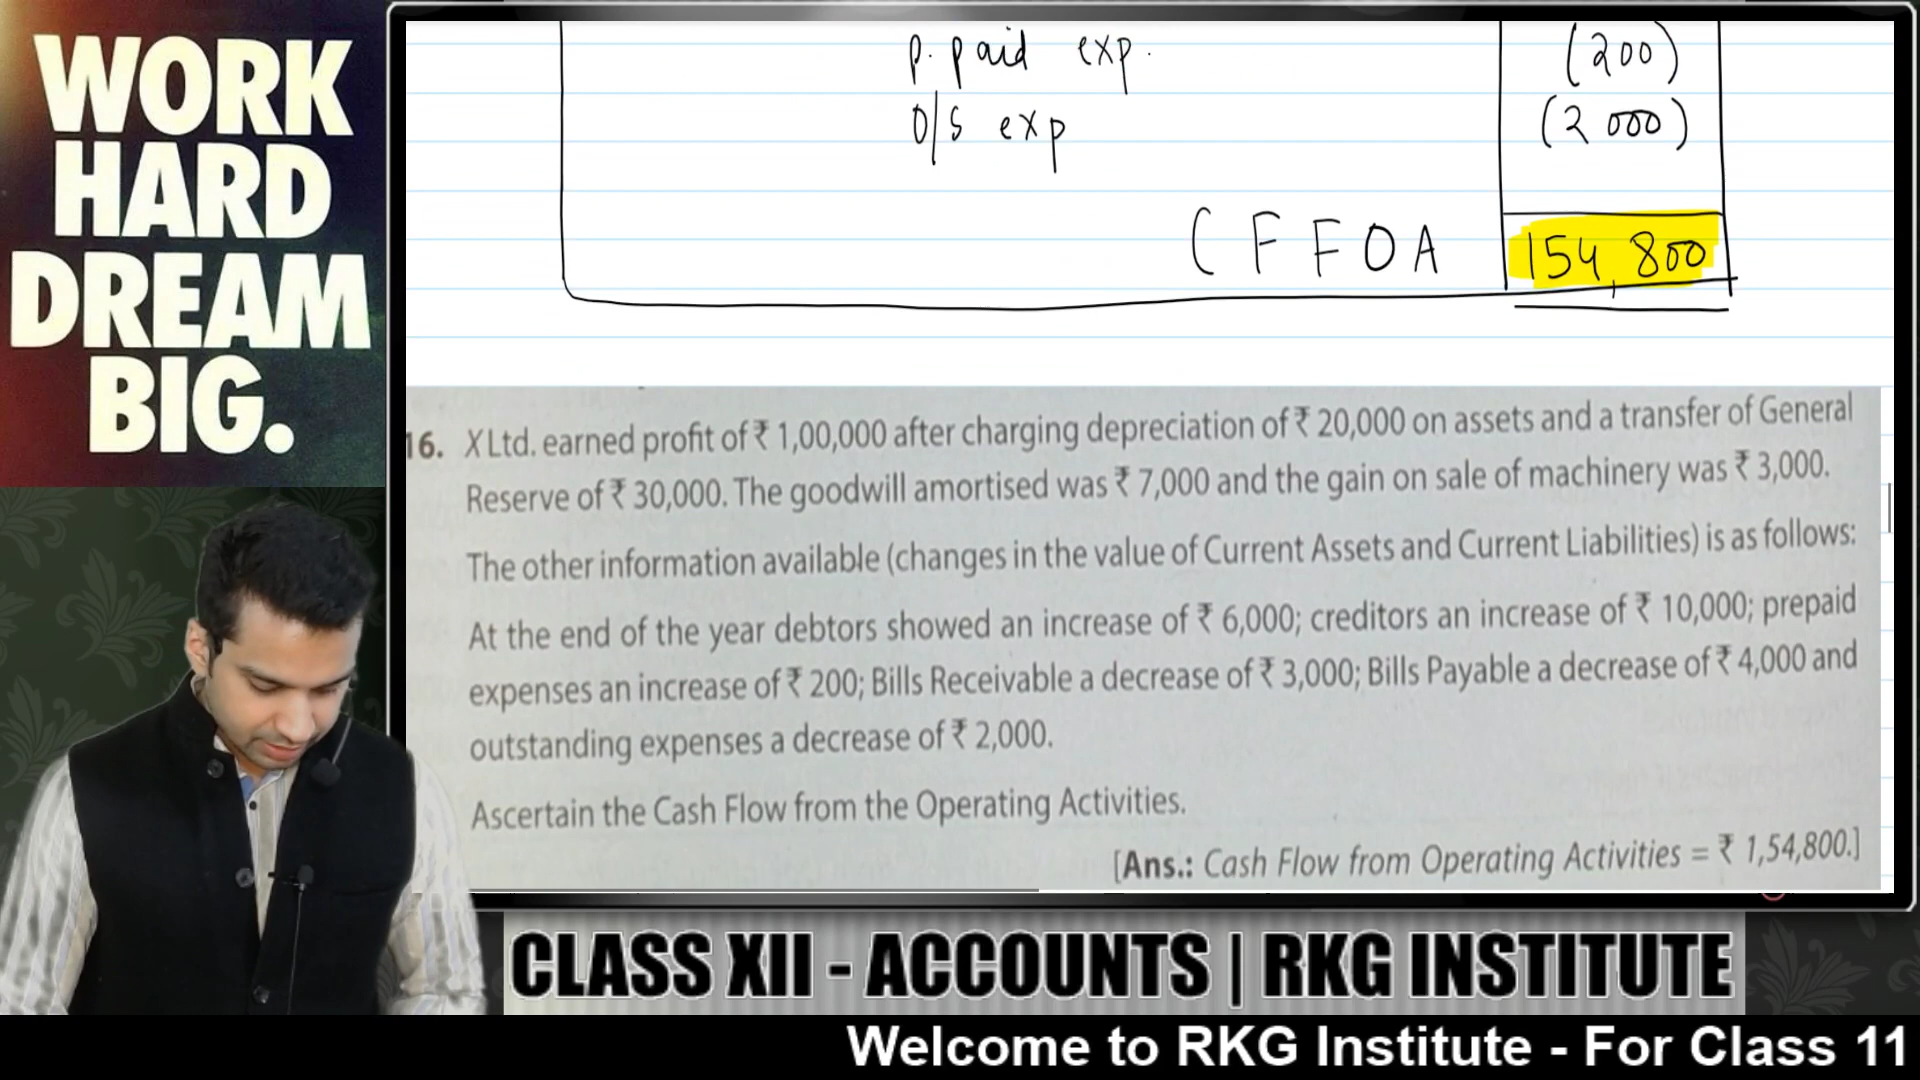 WORK
HARD
DREAM
BIG.
p. paid exp. (200)
O/S exp (2000)
CFFOA 154,800
16. X Ltd. earned profit of ₹ 1,00,000 after charging depreciation of ₹ 20,000 on assets and a transfer of General
Reserve of ₹ 30,000. The goodwill amortised was ₹ 7,000 and the gain on sale of machinery was ₹ 3,000.
The other information available (changes in the value of Current Assets and Current Liabilities) is as follows:
At the end of the year debtors showed an increase of ₹ 6,000; creditors an increase of ₹ 10,000; prepaid
expenses an increase of ₹ 200; Bills Receivable a decrease of ₹ 3,000; Bills Payable a decrease of ₹ 4,000 and
outstanding expenses a decrease of ₹ 2,000.
Ascertain the Cash Flow from the Operating Activities.
[Ans.: Cash Flow from Operating Activities = ₹ 1,54,800.]
CLASS XII - ACCOUNTS | RKG INSTITUTE
Welcome to RKG Institute - For Class 11